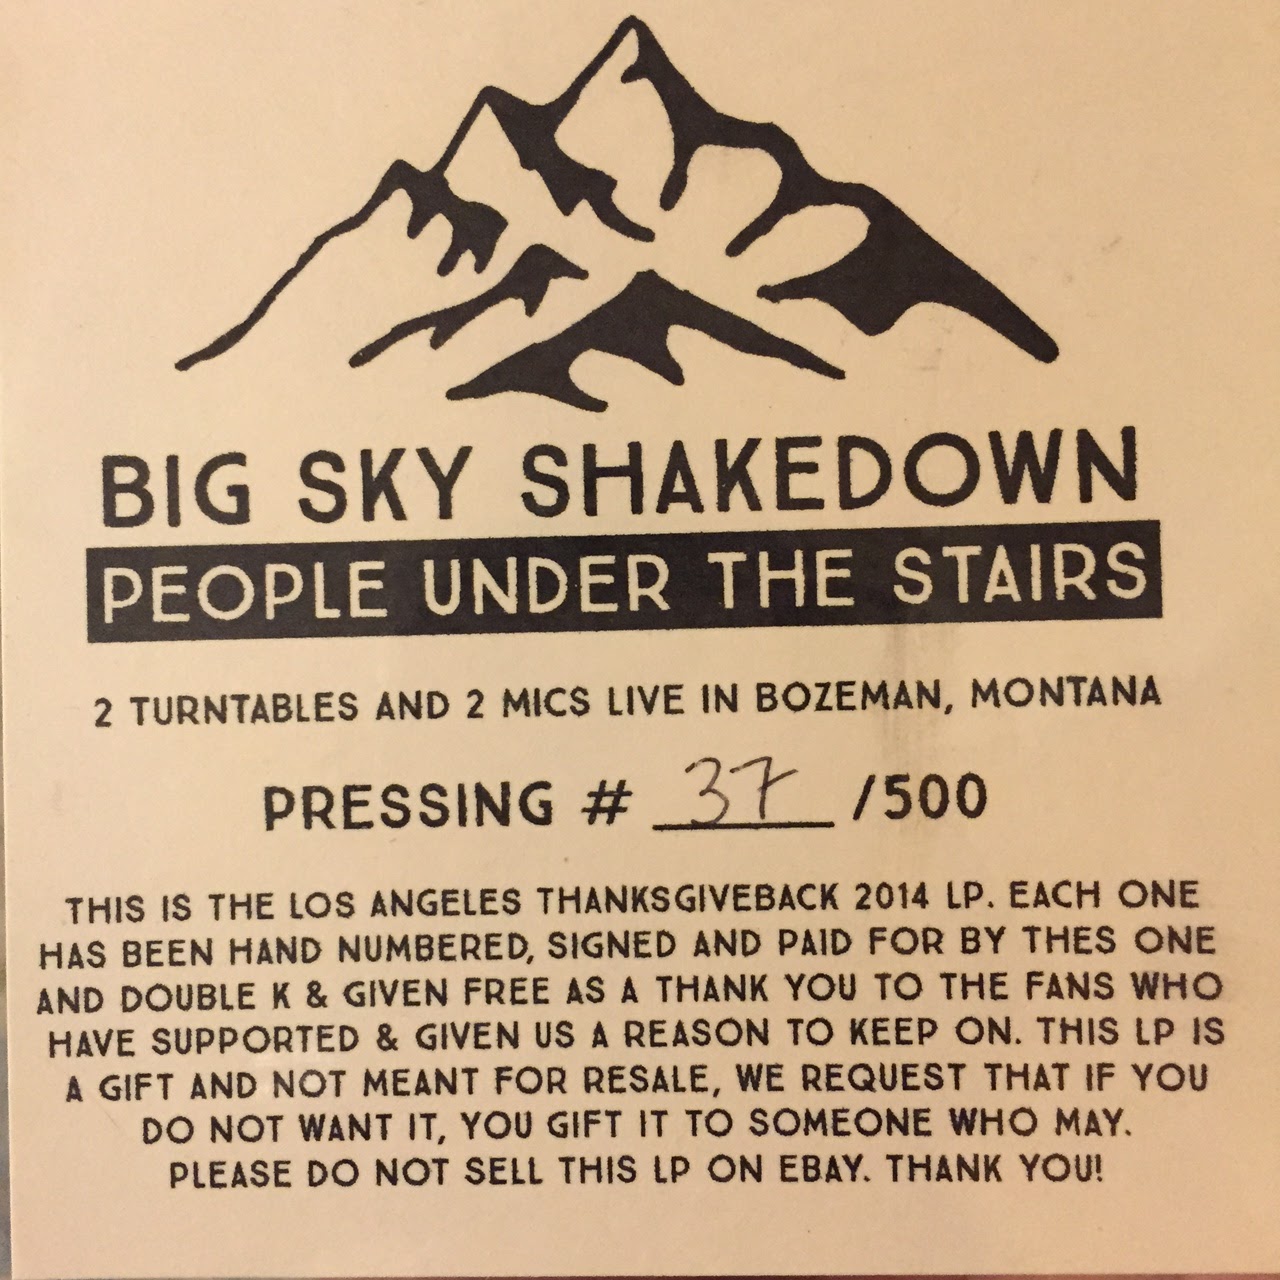 BIG SKY SHAKEDOWN
PEOPLE UNDER THE STAIRS
2 TURNTABLES AND 2 MICS LIVE IN BOZEMAN, MONTANA
PRESSING # 37 /500
THIS IS THE LOS ANGELES THANKSGIVEBACK 2014 LP. EACH ONE
HAS BEEN HAND NUMBERED, SIGNED AND PAID FOR BY THES ONE
AND DOUBLE K & GIVEN FREE AS A THANK YOU TO THE FANS WHO
HAVE SUPPORTED & GIVEN US A REASON TO KEEP ON. THIS LP IS
A GIFT AND NOT MEANT FOR RESALE, WE REQUEST THAT IF YOU
DO NOT WANT IT, YOU GIFT IT TO SOMEONE WHO MAY.
PLEASE DO NOT SELL THIS LP ON EBAY. THANK YOU!